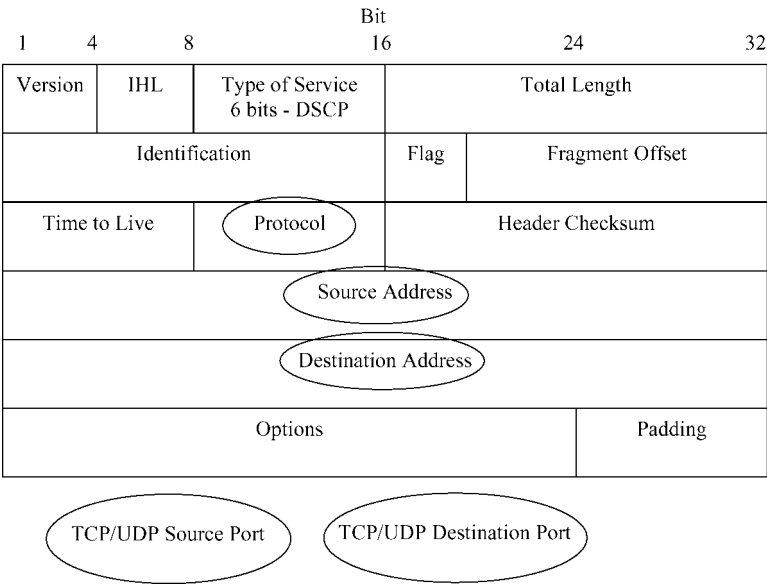 Bit
1 4 8 16 24 32
Version IHL Type of Service Total Length
6 bits - DSCP
Identification Flag Fragment Offset
Time to Live Protocol Header Checksum
Source Address
Destination Address
Options Padding
TCP/UDP Source Port TCP/UDP Destination Port